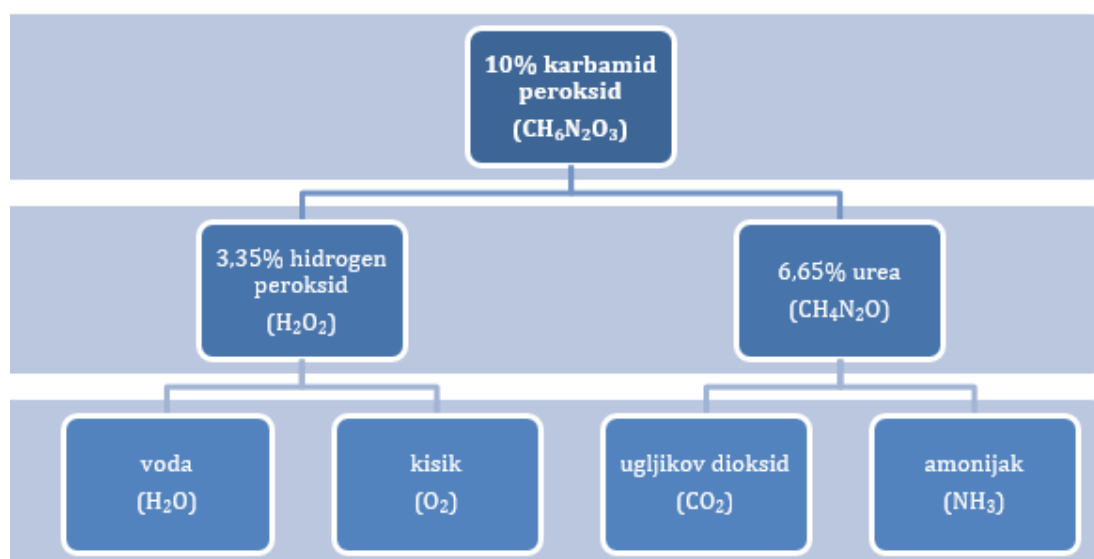 10% karbamid
peroksid
(CH₆N₂O₃)
3,35% hidrogen
peroksid
(H₂O₂)
6,65% urea
(CH₄N₂O)
voda
(H₂O)
kisik
(O₂)
ugljikov dioksid
(CO₂)
amonijak
(NH₃)